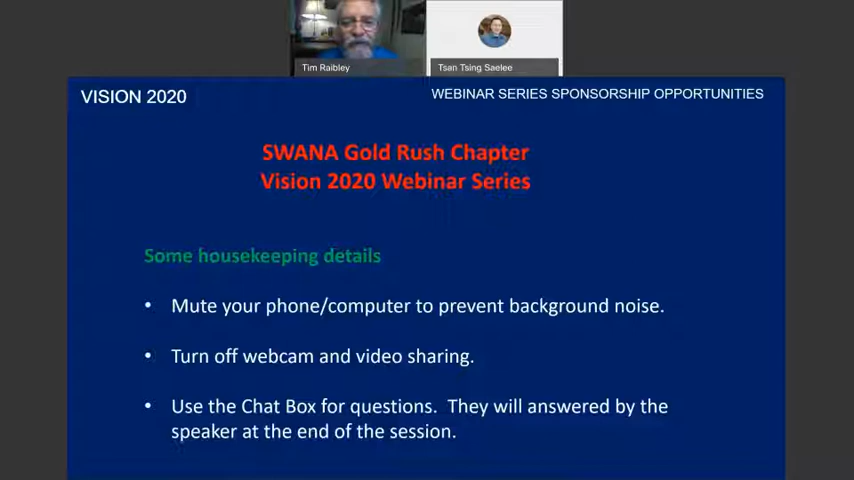 Tim Raibley
Tsan Tsing Saelee
VISION 2020
WEBINAR SERIES SPONSORSHIP OPPORTUNITIES
SWANA Gold Rush Chapter
Vision 2020 Webinar Series
Some housekeeping details
• Mute your phone/computer to prevent background noise.
• Turn off webcam and video sharing.
• Use the Chat Box for questions. They will answered by the
speaker at the end of the session.